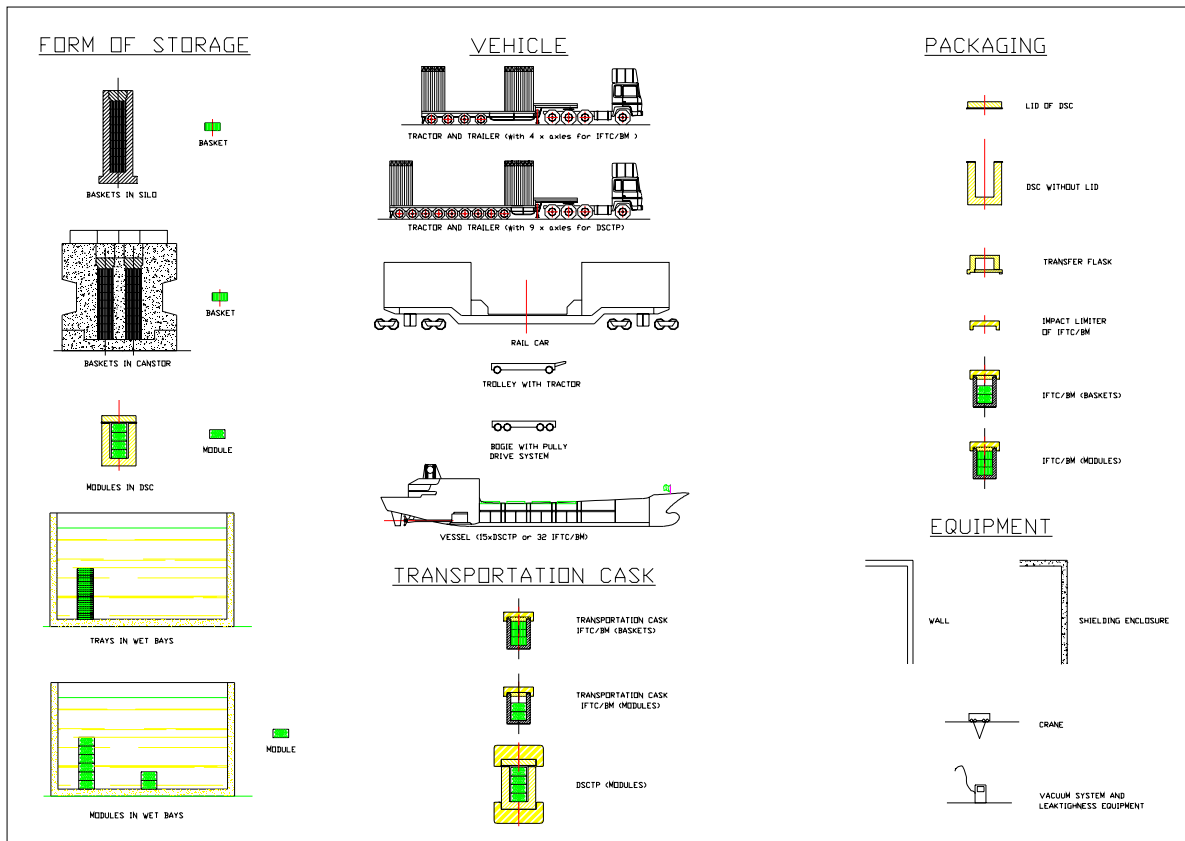 FORM OF STORAGE
BASKET
BASKETS IN SILO
BASKET
BASKETS IN CANSTOR
MODULE
MODULES IN DSC
TRAYS IN WET BAYS
MODULE
MODULES IN WET BAYS
VEHICLE
TRACTOR AND TRAILER (With 4 x axles for IFTC/BM )
TRACTOR AND TRAILER (With 9 x axles for DSCTP)
RAIL CAR
TROLLEY WITH TRACTOR
BOGIE WITH PULLY
DRIVE SYSTEM
VESSEL (15xDSCTP or 32 IFTC/BM)
TRANSPORTATION CASK
TRANSPORTATION CASK
IFTC/BM (BASKETS)
TRANSPORTATION CASK
IFTC/BM (MODULES)
DSCTP (MODULES)
PACKAGING
LID OF DSC
DSC WITHOUT LID
TRANSFER FLASK
IMPACT LIMITER
OF IFTC/BM
IFTC/BM (BASKETS)
IFTC/BM (MODULES)
EQUIPMENT
WALL
SHIELDING ENCLOSURE
CRANE
VACUUM SYSTEM AND
LEAKTIGHNESS EQUIPMENT